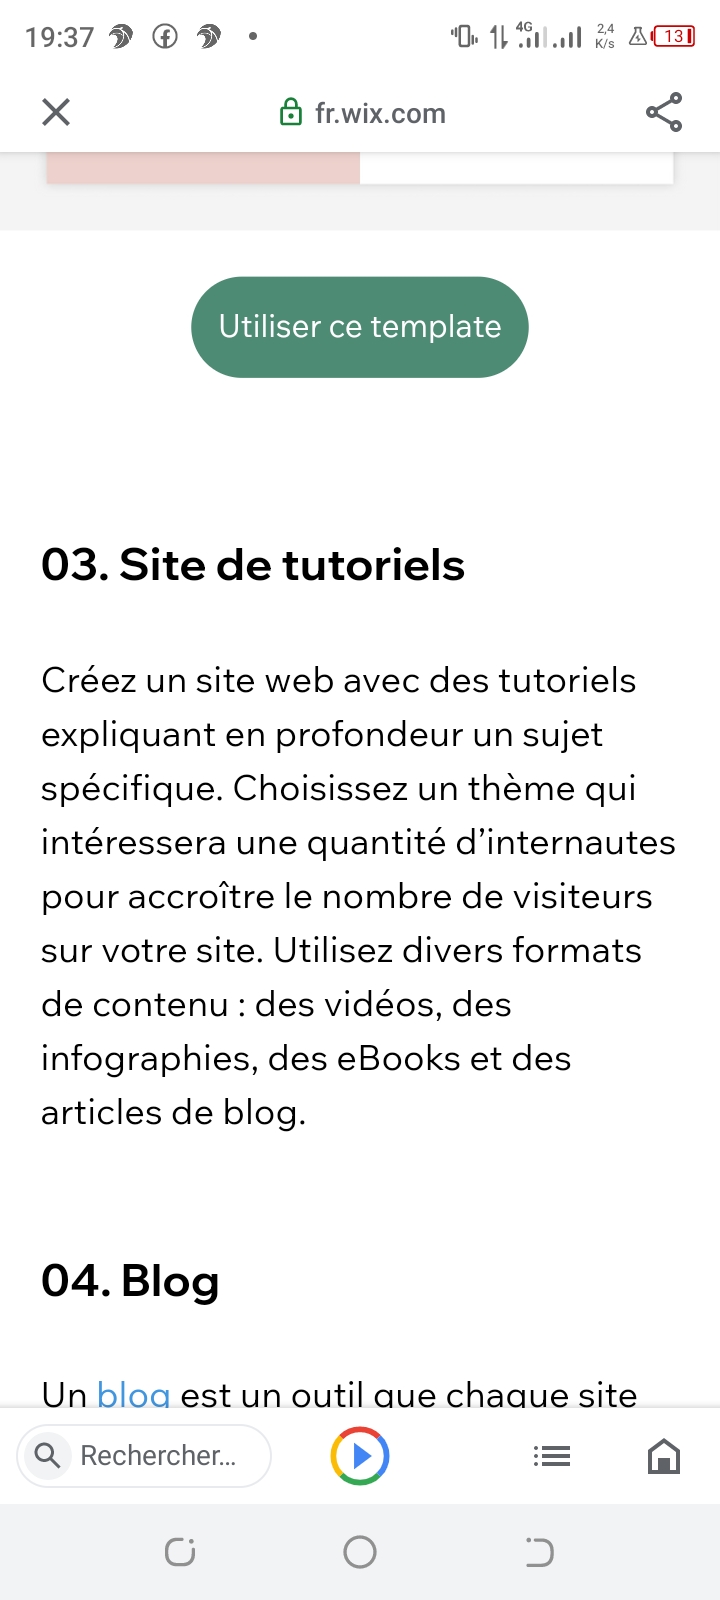 19:37
4G
2,4
K/s
13
fr.wix.com
Utiliser ce template
03. Site de tutoriels
Créez un site web avec des tutoriels
expliquant en profondeur un sujet
spécifique. Choisissez un thème qui
intéressera une quantité d’internautes
pour accroître le nombre de visiteurs
sur votre site. Utilisez divers formats
de contenu : des vidéos, des
infographies, des eBooks et des
articles de blog.
04. Blog
Un blog est un outil que chaque site
Rechercher...